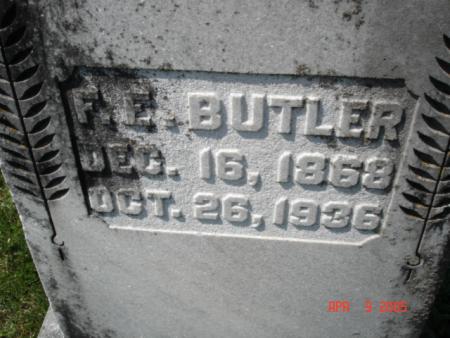 F. E. BUTLER
DEC. 16, 1868
OCT. 26, 1936
APR 9 2005